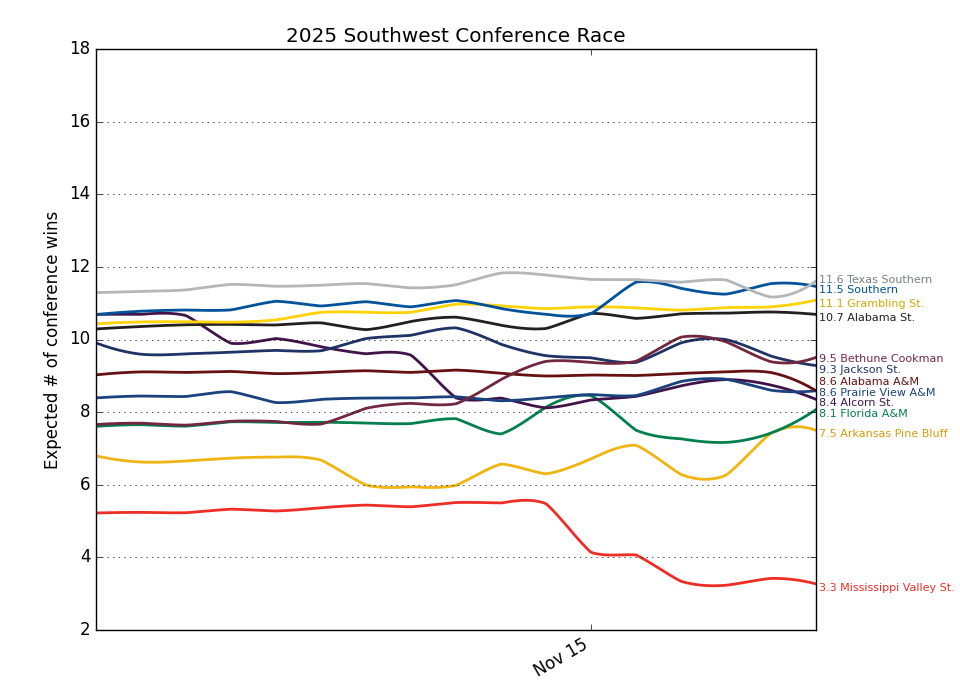 2025 Southwest Conference Race
Expected # of conference wins
18
16
14
12
10
8
6
4
2
Nov 15
11.6 Texas Southern
11.5 Southern
11.1 Grambling St.
10.7 Alabama St.
9.5 Bethune Cookman
9.3 Jackson St.
8.6 Alabama A&M
8.6 Prairie View A&M
8.4 Alcorn St.
8.1 Florida A&M
7.5 Arkansas Pine Bluff
3.3 Mississippi Valley St.